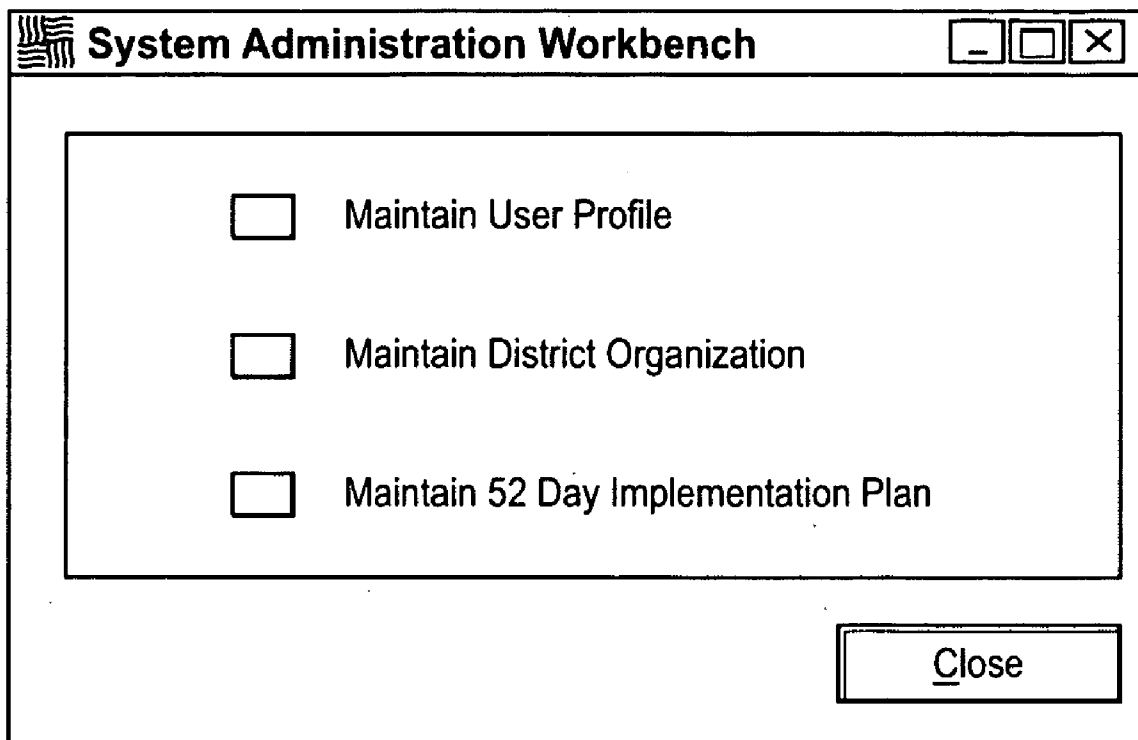 System Administration Workbench
Maintain User Profile
Maintain District Organization
Maintain 52 Day Implementation Plan
Close